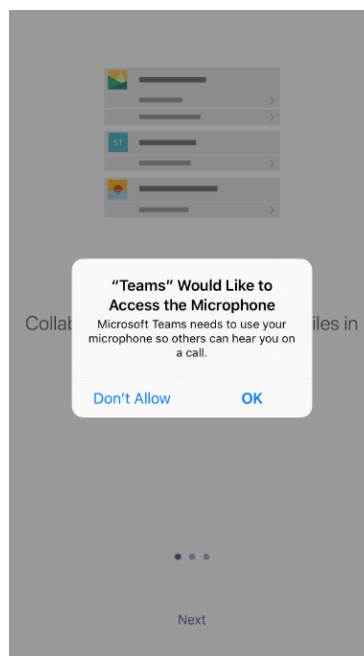 ST
“Teams” Would Like to
Access the Microphone
Microsoft Teams needs to use your
microphone so others can hear you on
a call.
Don’t Allow OK
Next